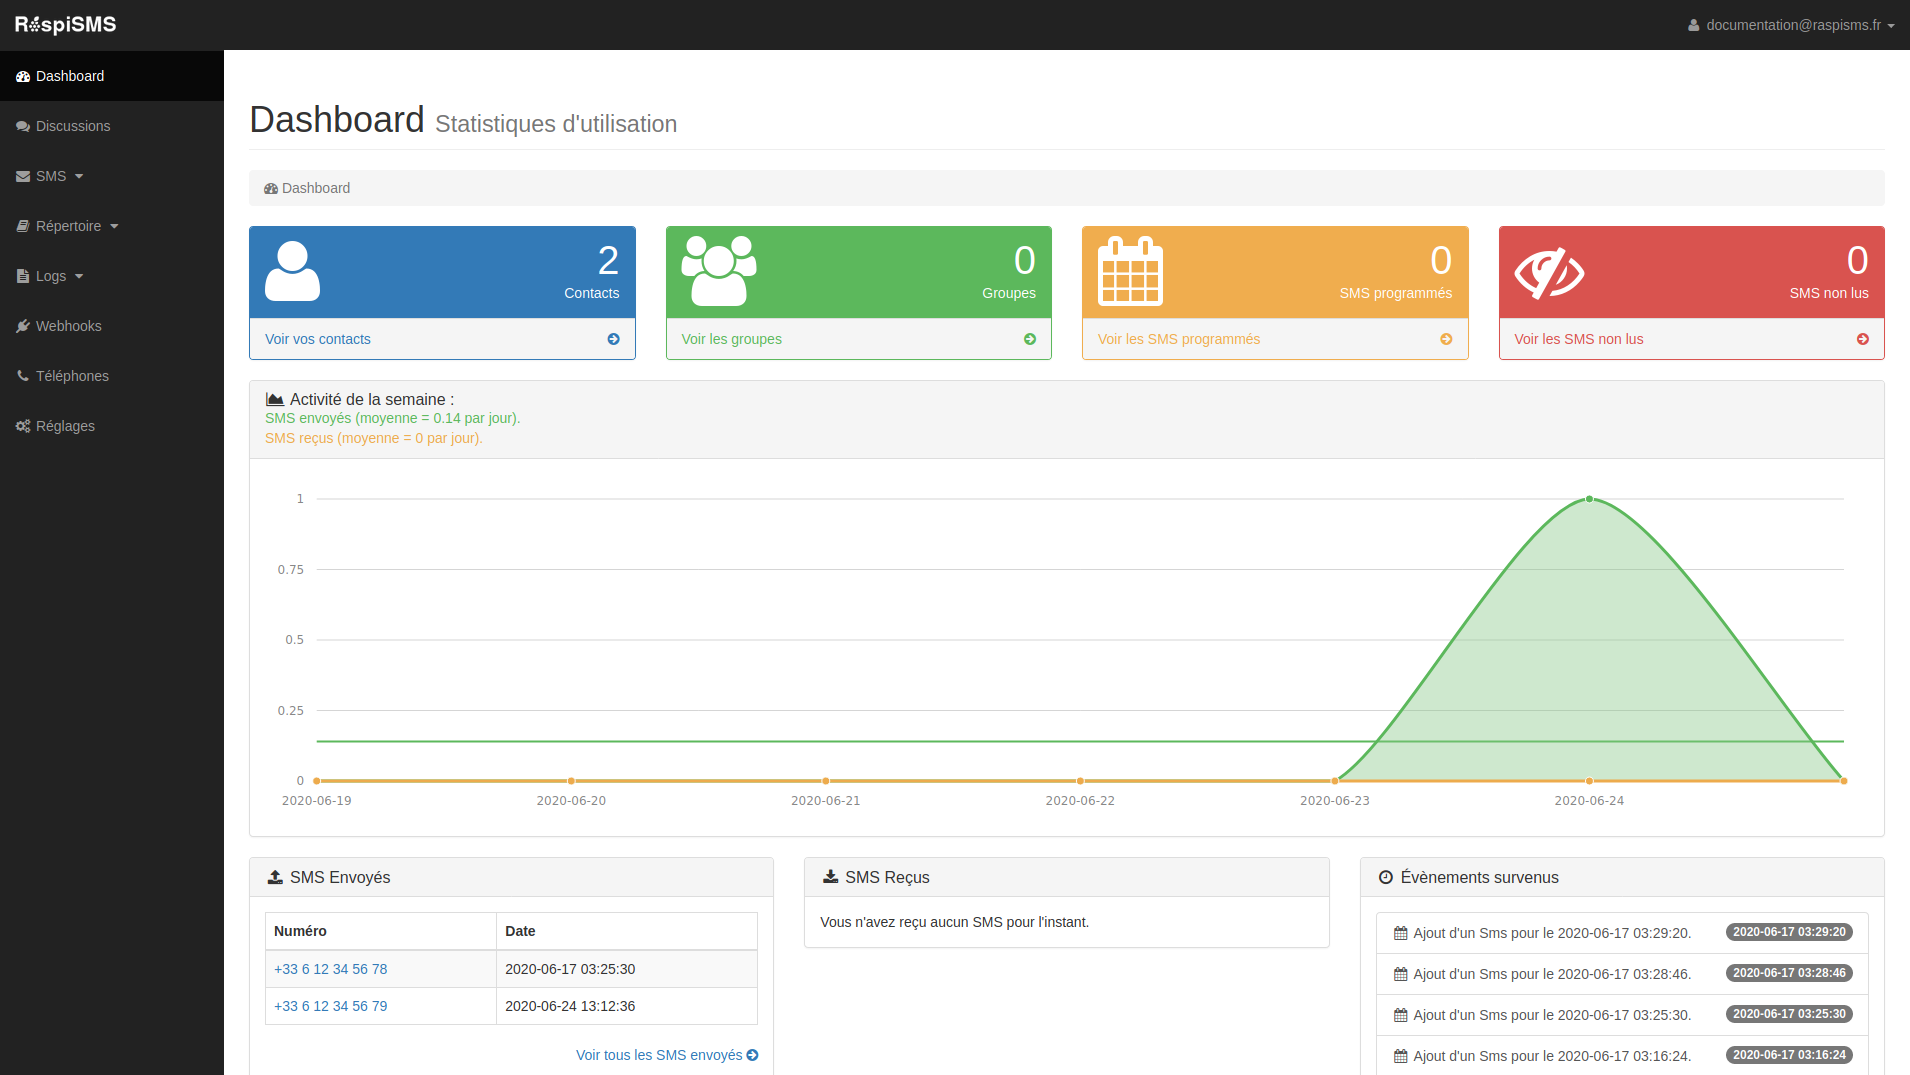 RaspiSMS
documentation@raspisms.fr
Dashboard
Discussions
SMS
Répertoire
Logs
Webhooks
Téléphones
Réglages
Dashboard Statistiques d'utilisation
Dashboard
2
Contacts
Voir vos contacts
0
Groupes
Voir les groupes
0
SMS programmés
Voir les SMS programmés
0
SMS non lus
Voir les SMS non lus
Activité de la semaine :
SMS envoyés (moyenne = 0.14 par jour).
SMS reçus (moyenne = 0 par jour).
1
0.75
0.5
0.25
0
2020-06-19 2020-06-20 2020-06-21 2020-06-22 2020-06-23 2020-06-24
SMS Envoyés
Numéro Date
+33 6 12 34 56 78 2020-06-17 03:25:30
+33 6 12 34 56 79 2020-06-24 13:12:36
Voir tous les SMS envoyés
SMS Reçus
Vous n'avez reçu aucun SMS pour l'instant.
Évènements survenus
Ajout d'un Sms pour le 2020-06-17 03:29:20. 2020-06-17 03:29:20
Ajout d'un Sms pour le 2020-06-17 03:28:46. 2020-06-17 03:28:46
Ajout d'un Sms pour le 2020-06-17 03:25:30. 2020-06-17 03:25:30
Ajout d'un Sms pour le 2020-06-17 03:16:24. 2020-06-17 03:16:24